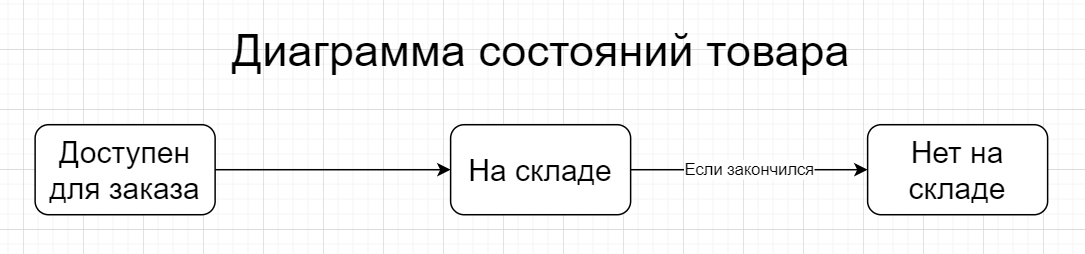 Диаграмма состояний товара
Доступен
для заказа
На складе
Если закончился
Нет на
складе